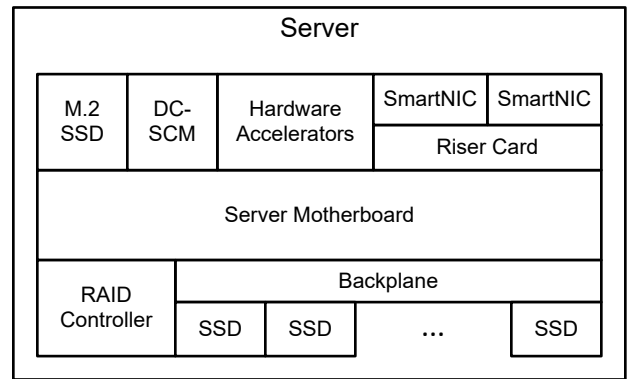 Server
M.2
SSD
DC-
SCM
Hardware
Accelerators
SmartNIC
SmartNIC
Riser Card
Server Motherboard
RAID
Controller
Backplane
SSD
SSD
...
SSD